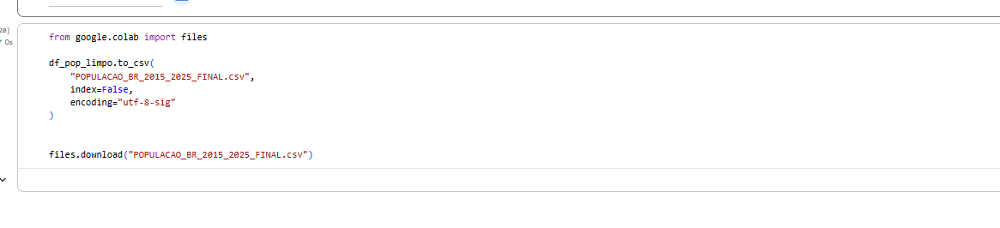 20]
0s
from google.colab import files
df_pop_limpo.to_csv(
"POPULACAO_BR_2015_2025_FINAL.csv",
index=False,
encoding="utf-8-sig"
)
files.download("POPULACAO_BR_2015_2025_FINAL.csv")